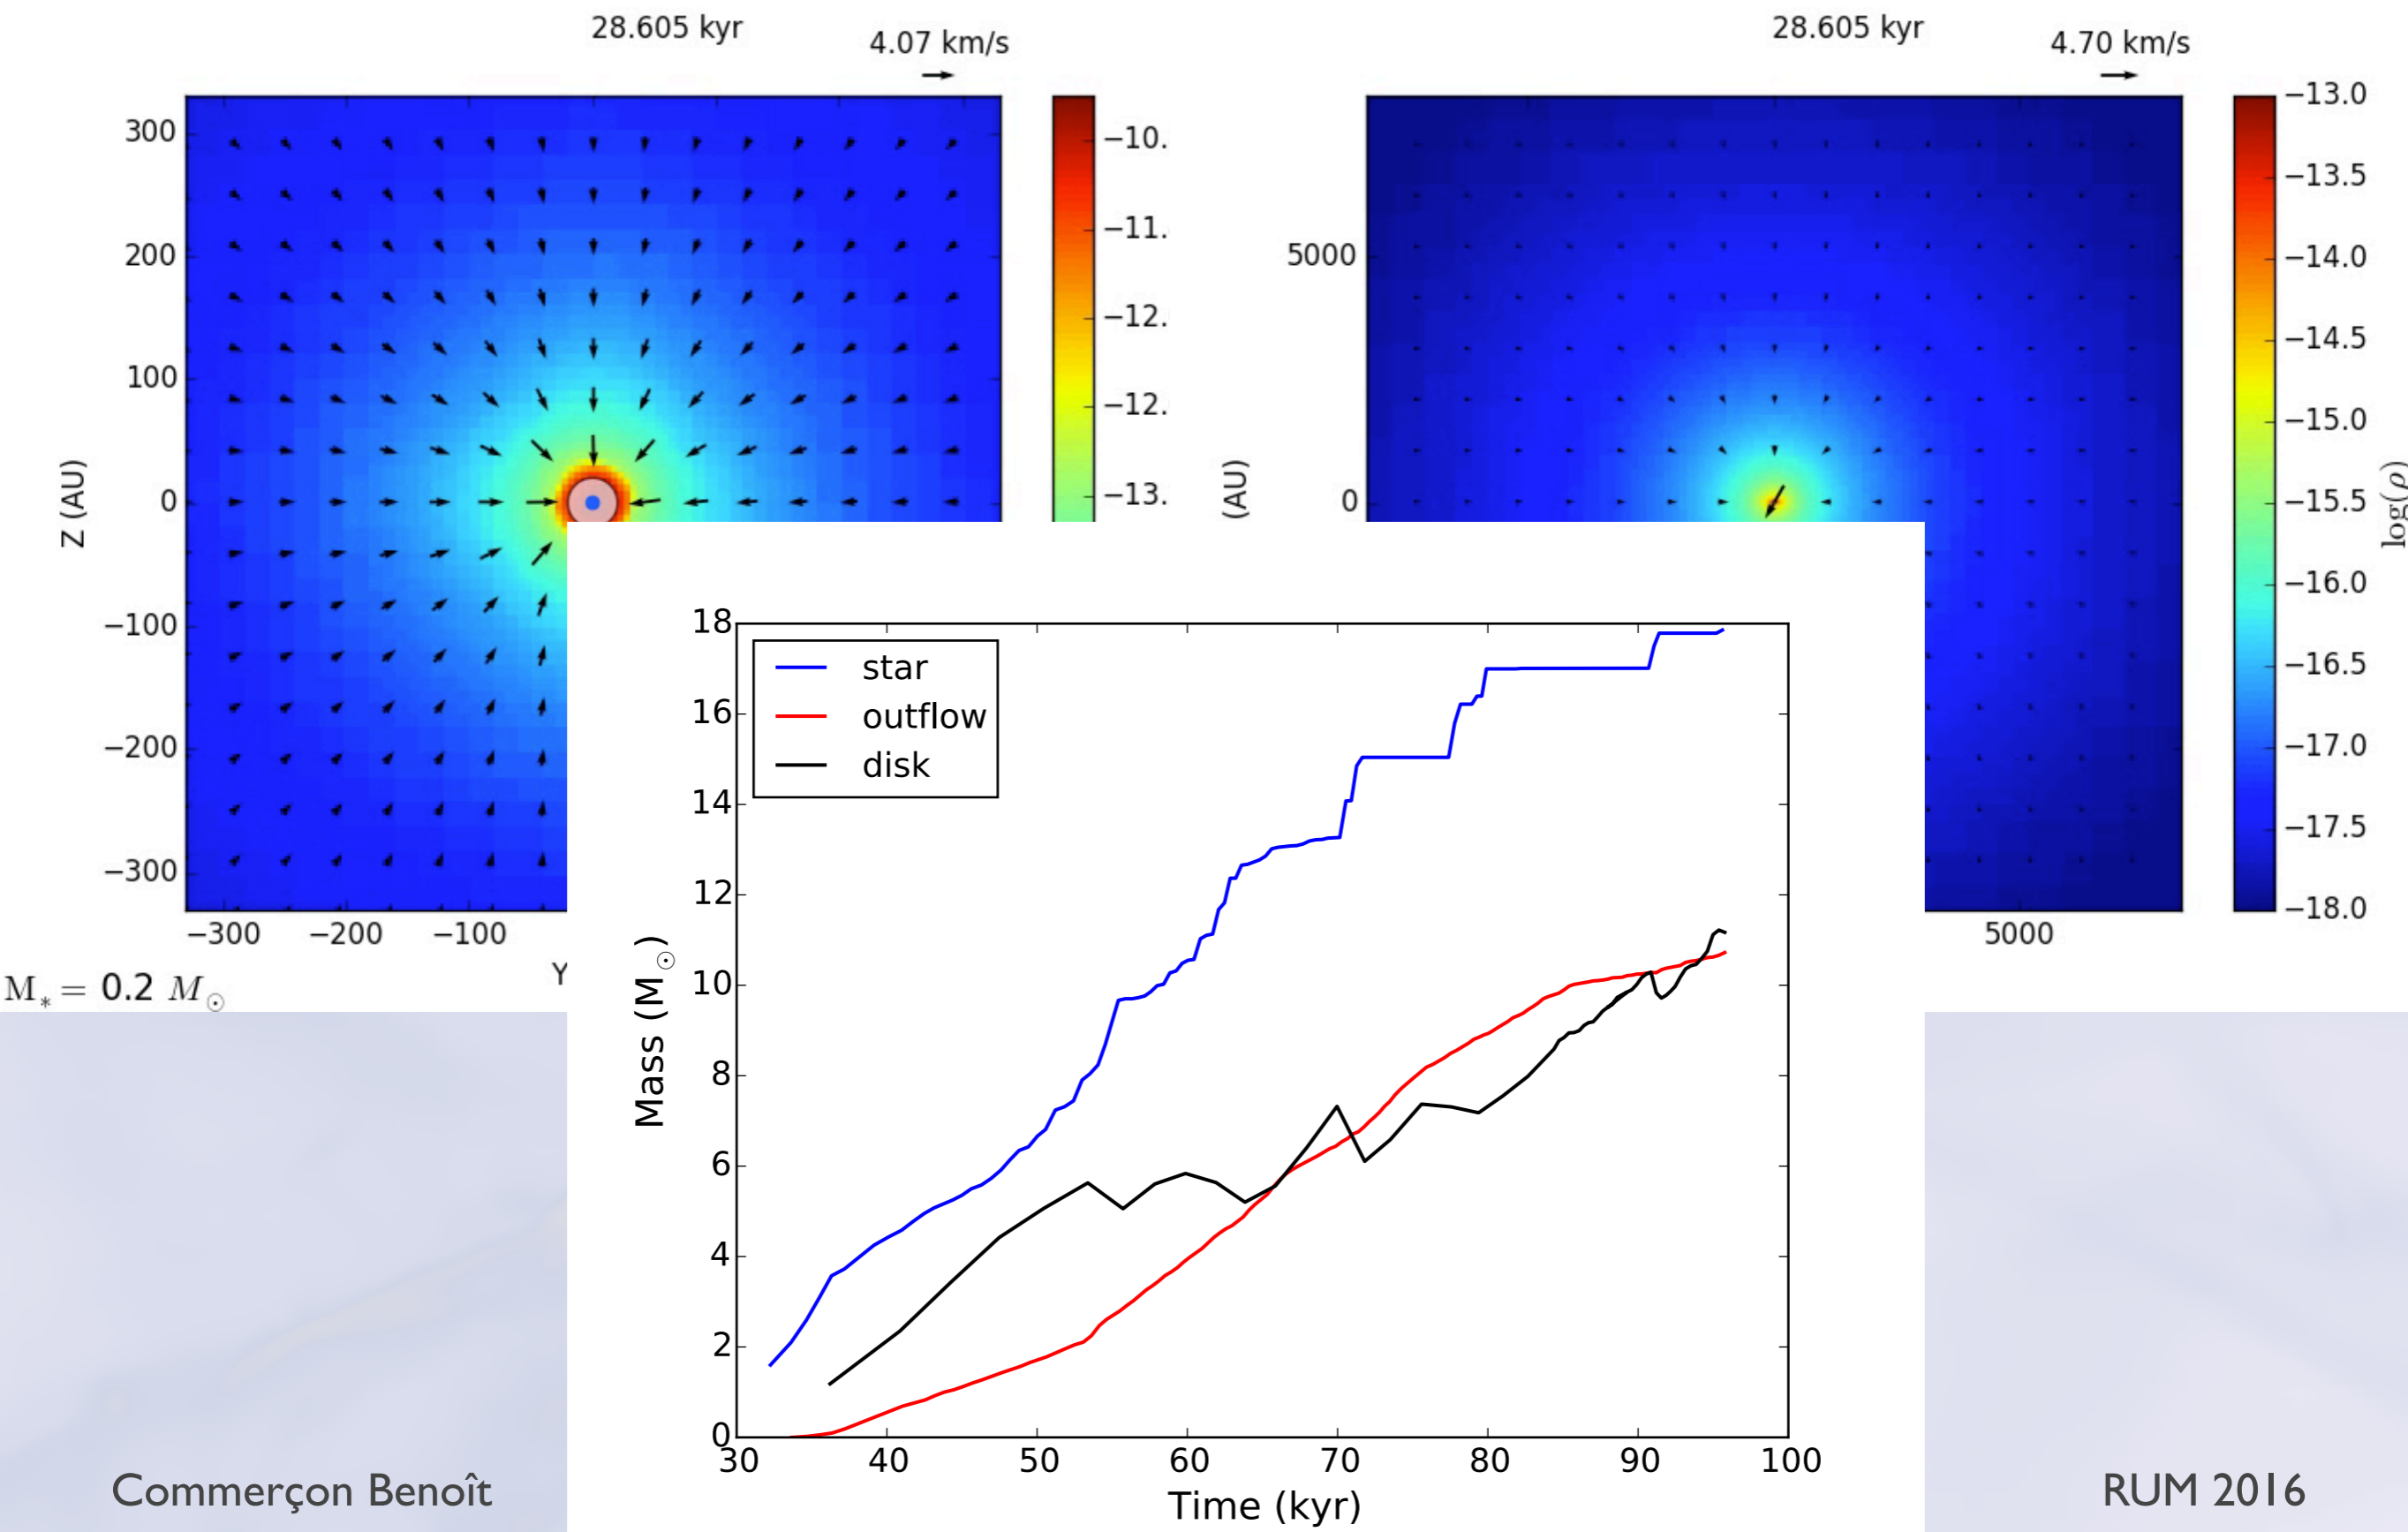 28.605 kyr
4.07 km/s
28.605 kyr
4.70 km/s
300
200
100
0
−100
−200
−300
Z (AU)
−300 −200 −100
Y
M* = 0.2 M☉
−10.
−11.
−12.
−12.
−13.
5000
0
(AU)
5000
−13.0
−13.5
−14.0
−14.5
−15.0
−15.5
−16.0
−16.5
−17.0
−17.5
−18.0
log(ρ)
star
outflow
disk
18
16
14
12
10
8
6
4
2
0
Mass (M☉)
30 40 50 60 70 80 90 100
Time (kyr)
Commerçon Benoît
RUM 2016